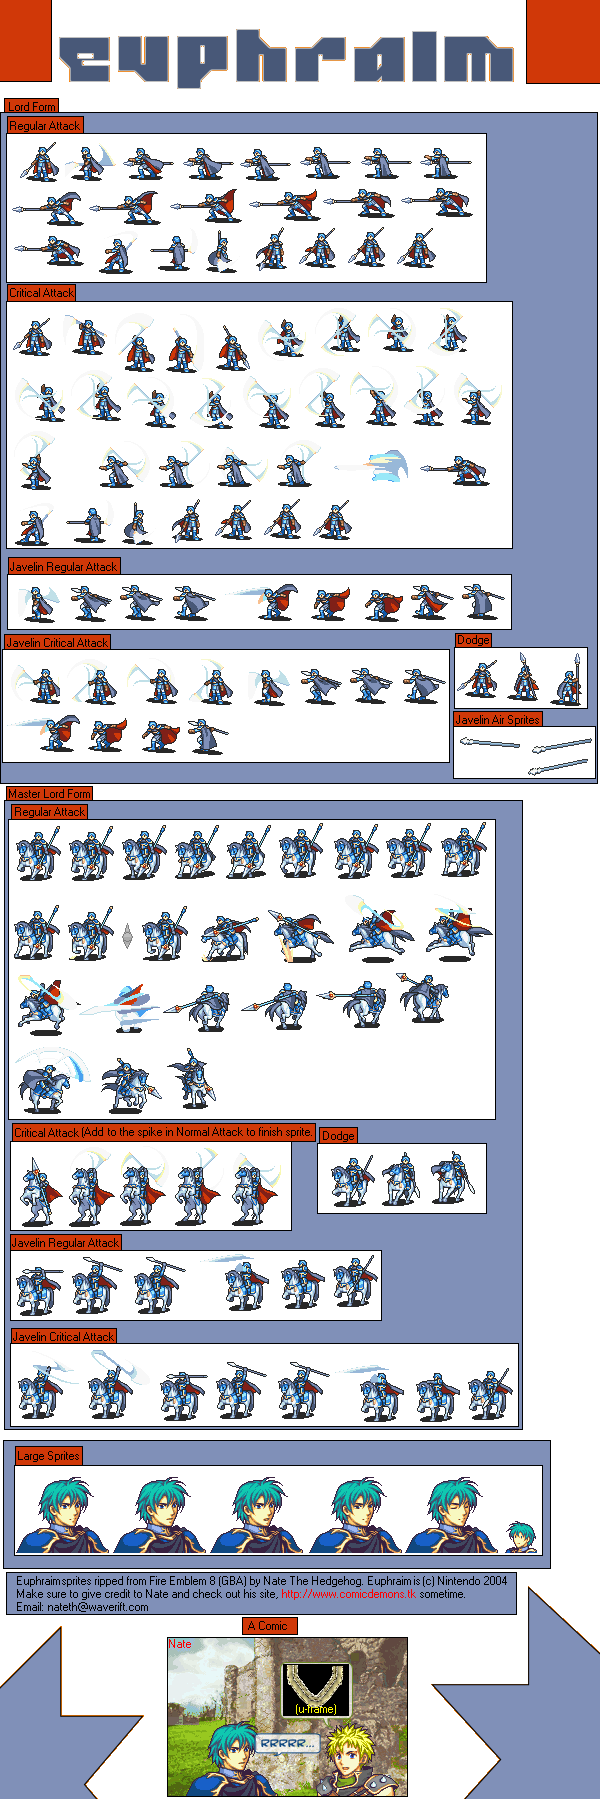 euphraim
Lord Form
Regular Attack
Critical Attack
Javelin Regular Attack
Javelin Critical Attack
Dodge
Javelin Air Sprites
Master Lord Form
Regular Attack
Critical Attack (Add to the spike in Normal Attack to finish sprite.
Dodge
Javelin Regular Attack
Javelin Critical Attack
Large Sprites
Euphraim sprites ripped from Fire Emblem 8 (GBA) by Nate The Hedgehog. Euphraim is (c) Nintendo 2004
Make sure to give credit to Nate and check out his site, http://www.comicdemons.tk sometime.
Email: nateth@waverift.com
A Comic
Nate
(u-frame)
RRRRR...